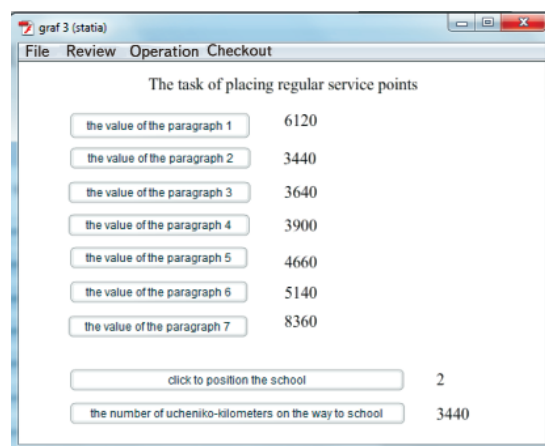 graf 3 (statia)
File Review Operation Checkout
The task of placing regular service points
the value of the paragraph 1 6120
the value of the paragraph 2 3440
the value of the paragraph 3 3640
the value of the paragraph 4 3900
the value of the paragraph 5 4660
the value of the paragraph 6 5140
the value of the paragraph 7 8360
click to position the school 2
the number of ucheniko-kilometers on the way to school 3440